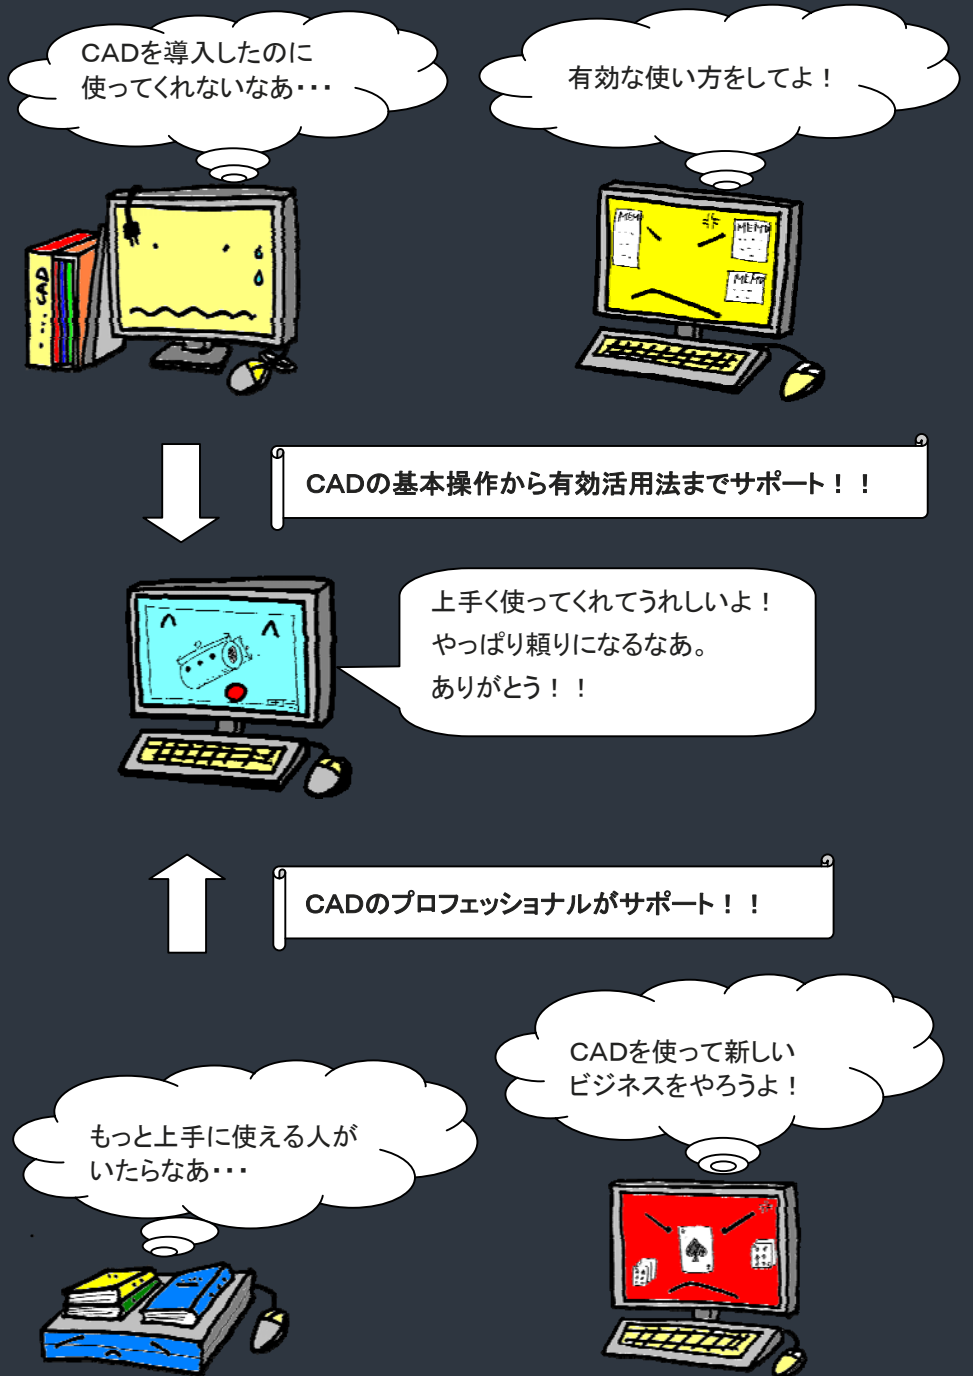 CADを導入したのに
使ってくれないなあ・・・
有効な使い方をしてよ！
CAD
MEMO
MEMO
MEMO
CADの基本操作から有効活用法までサポート！！
上手く使ってくれてうれしいよ！
やっぱり頼りになるなあ。
ありがとう！！
CADのプロフェッショナルがサポート！！
CADを使って新しい
ビジネスをやろうよ！
もっと上手に使える人が
いたらなあ・・・